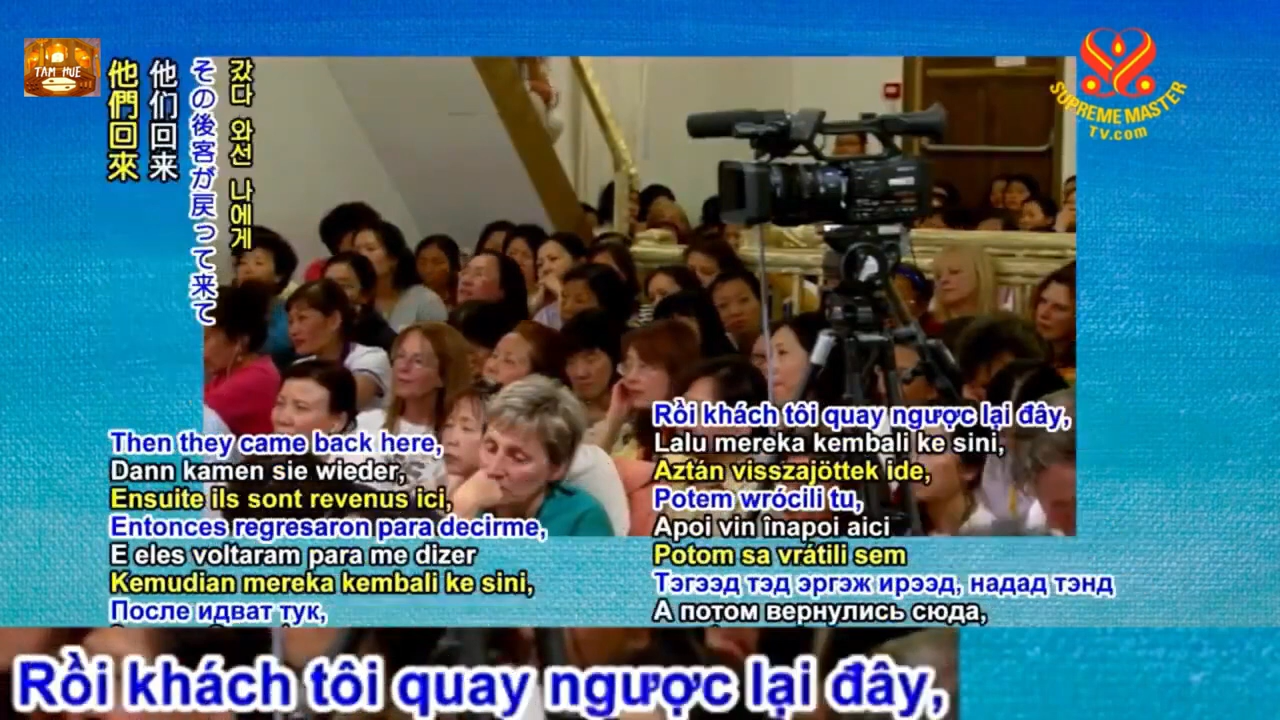 TAM HUE
他們回來
他们回来
その後客が戻って来て
갔다 와선 나에게
SUPREME MASTER
TV.com
Then they came back here,
Dann kamen sie wieder,
Ensuite ils sont revenus ici,
Entonces regresaron para decirme,
E eles voltaram para me dizer
Kemudian mereka kembali ke sini,
После идват тук,
Rồi khách tôi quay ngược lại đây,
Lalu mereka kembali ke sini,
Aztán visszajöttek ide,
Potem wrócili tu,
Apoi vin înapoi aici
Potom sa vrátili sem
Тэгээд тэд эргэж ирээд, надад тэнд
А потом вернулись сюда,
Rồi khách tôi quay ngược lại đây,